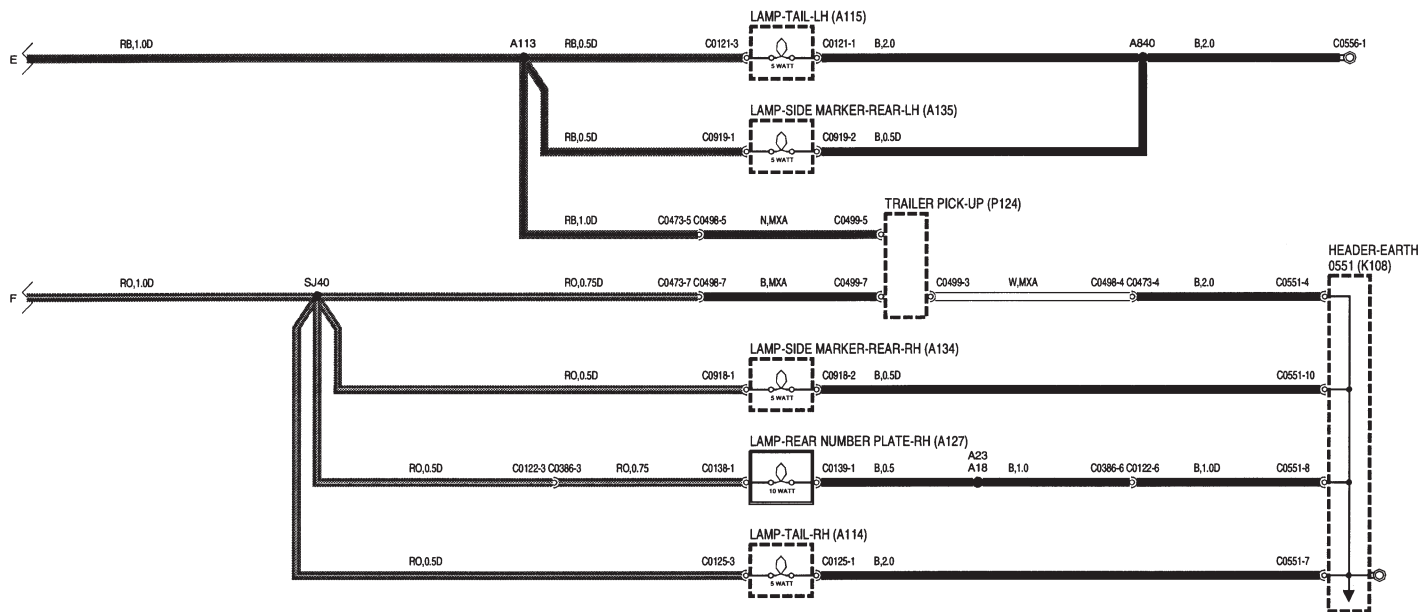 LAMP-TAIL-LH (A115)
E RB,1.0D A113 RB,0.5D C0121-3 5 WATT C0121-1 B,2.0 A840 B,2.0 C0556-1
LAMP-SIDE MARKER-REAR-LH (A135)
RB,0.5D C0919-1 5 WATT C0919-2 B,0.5D
TRAILER PICK-UP (P124)
RB,1.0D C0473-5 C0498-5 N,MXA C0499-5
HEADER-EARTH
0551 (K108)
F RO,1.0D SJ40 RO,0.75D C0473-7 C0498-7 B,MXA C0499-7 C0499-3 W,MXA C0498-4 C0473-4 B,2.0 C0551-4
LAMP-SIDE MARKER-REAR-RH (A134)
RO,0.5D C0918-1 5 WATT C0918-2 B,0.5D C0551-10
LAMP-REAR NUMBER PLATE-RH (A127)
A23
RO,0.5D C0122-3 C0386-3 RO,0.75 C0138-1 10 WATT C0139-1 B,0.5 A18 B,1.0 C0386-6 C0122-6 B,1.0D C0551-8
LAMP-TAIL-RH (A114)
RO,0.5D C0125-3 5 WATT C0125-1 B,2.0 C0551-7